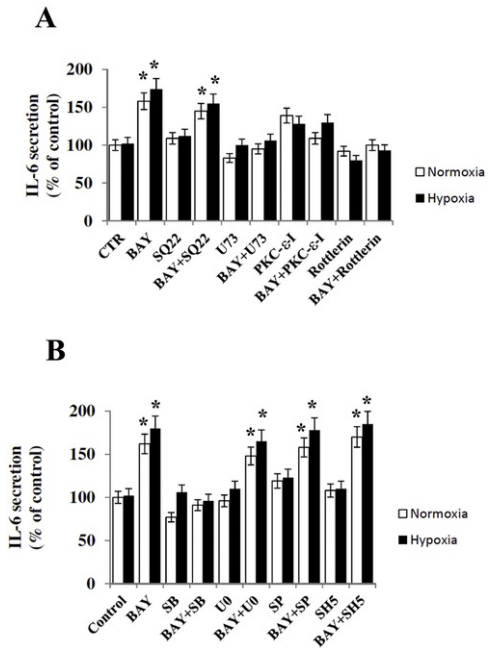 A
IL-6 secretion
(% of control)
200
150
100
50
0
* * * *
CTR
BAY
SQ22
BAY+SQ22
U73
BAY+U73
PKC-ε-I
BAY+PKC-ε-I
Rottlerin
BAY+Rottlerin
Normoxia
Hypoxia
B
IL-6 secretion
(% of control)
200
150
100
50
0
* * * * * * * *
Control
BAY
SB
BAY+SB
U0
BAY+U0
SP
BAY+SP
SH5
BAY+SH5
Normoxia
Hypoxia